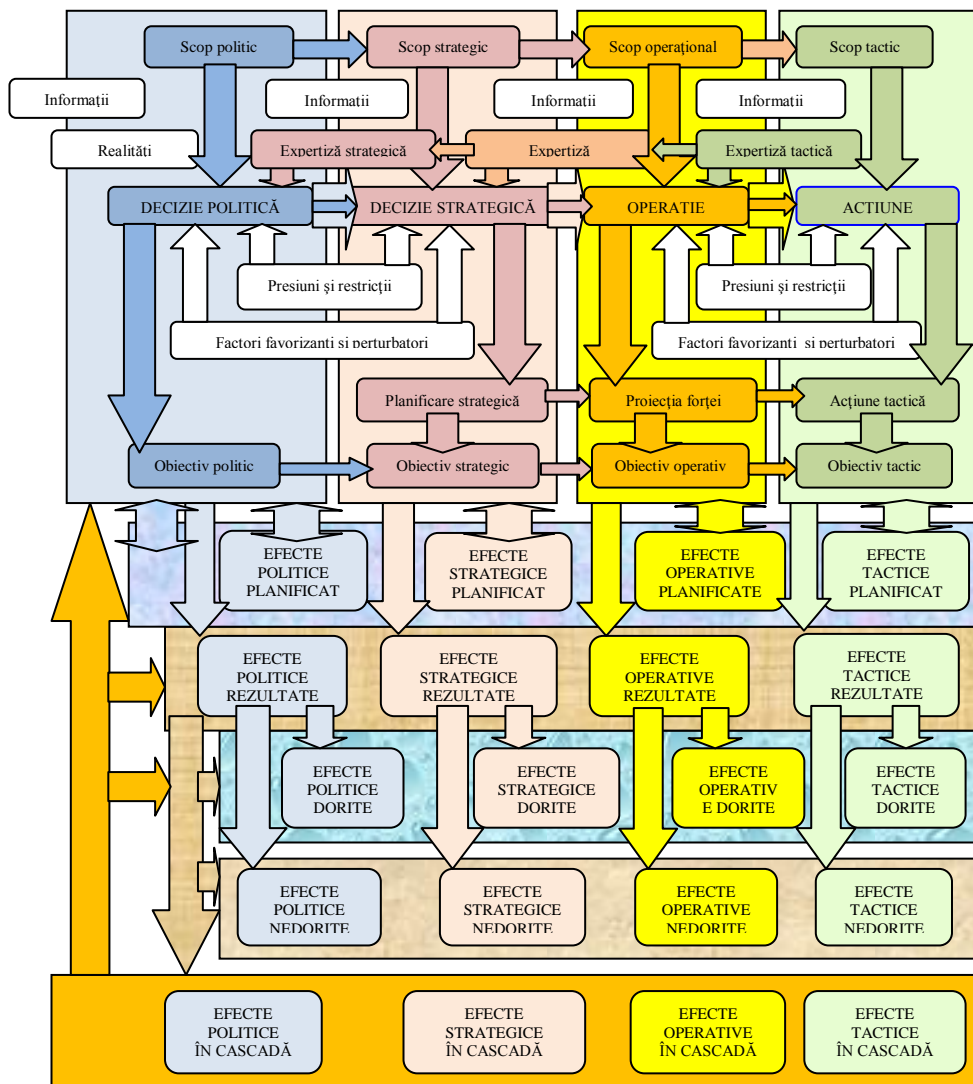 Scop politic
Scop strategic
Scop operaţional
Scop tactic
Informaţii
Informatii
Informatii
Informatii
Realităti
Expertiză strategică
Expertiză
Expertiză tactică
DECIZIE POLITICĂ
DECIZIE STRATEGICĂ
OPERATIE
ACTIUNE
Presiuni şi restricţii
Presiuni şi restricţii
Factori favorizanti si perturbatori
Factori favorizanti si perturbatori
Planificare strategică
Proiecţia forţei
Acţiune tactică
Obiectiv politic
Obiectiv strategic
Obiectiv operativ
Obiectiv tactic
EFECTE
POLITICE
PLANIFICAT
EFECTE
STRATEGICE
PLANIFICAT
EFECTE
OPERATIVE
PLANIFICATE
EFECTE
TACTICE
PLANIFICAT
EFECTE
POLITICE
REZULTATE
EFECTE
STRATEGICE
REZULTATE
EFECTE
OPERATIVE
REZULTATE
EFECTE
TACTICE
REZULTATE
EFECTE
POLITICE
DORITE
EFECTE
STRATEGICE
DORITE
EFECTE
OPERATIV
E DORITE
EFECTE
TACTICE
DORITE
EFECTE
POLITICE
NEDORITE
EFECTE
STRATEGICE
NEDORITE
EFECTE
OPERATIVE
NEDORITE
EFECTE
TACTICE
NEDORITE
EFECTE
POLITICE
ÎN CASCADĂ
EFECTE
STRATEGICE
ÎN CASCADĂ
EFECTE
OPERATIVE
ÎN CASCADĂ
EFECTE
TACTICE
ÎN CASCADĂ